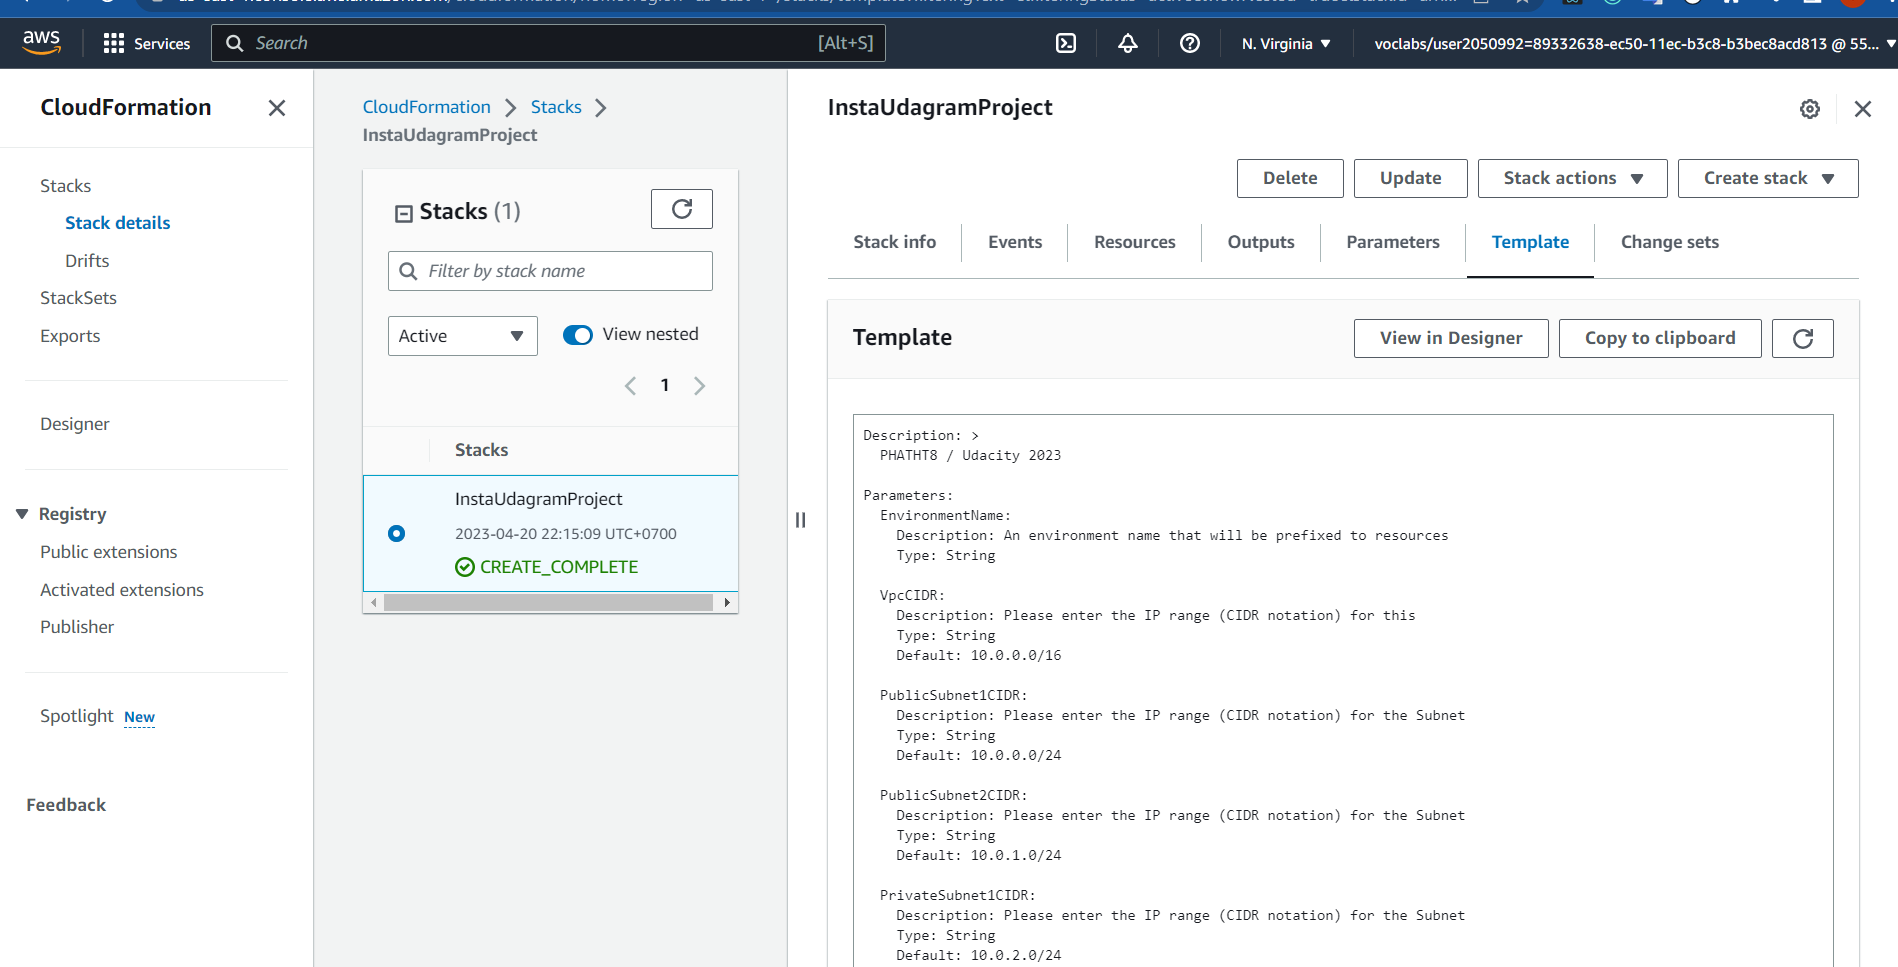 aws
Services
Search
[Alt+S]
N. Virginia
voclabs/user2050992=89332638-ec50-11ec-b3c8-b3bec8acd813 @ 55...
CloudFormation
Stacks
Stack details
Drifts
StackSets
Exports
Designer
Registry
Public extensions
Activated extensions
Publisher
Spotlight New
Feedback
CloudFormation
Stacks
InstaUdagramProject
Stacks (1)
Filter by stack name
Active
View nested
1
Stacks
InstaUdagramProject
2023-04-20 22:15:09 UTC+0700
CREATE_COMPLETE
InstaUdagramProject
Delete
Update
Stack actions
Create stack
Stack info
Events
Resources
Outputs
Parameters
Template
Change sets
Template
View in Designer
Copy to clipboard
Description: >
PHATHT8 / Udacity 2023
Parameters:
EnvironmentName:
Description: An environment name that will be prefixed to resources
Type: String
VpcCIDR:
Description: Please enter the IP range (CIDR notation) for this
Type: String
Default: 10.0.0.0/16
PublicSubnet1CIDR:
Description: Please enter the IP range (CIDR notation) for the Subnet
Type: String
Default: 10.0.0.0/24
PublicSubnet2CIDR:
Description: Please enter the IP range (CIDR notation) for the Subnet
Type: String
Default: 10.0.1.0/24
PrivateSubnet1CIDR:
Description: Please enter the IP range (CIDR notation) for the Subnet
Type: String
Default: 10.0.2.0/24